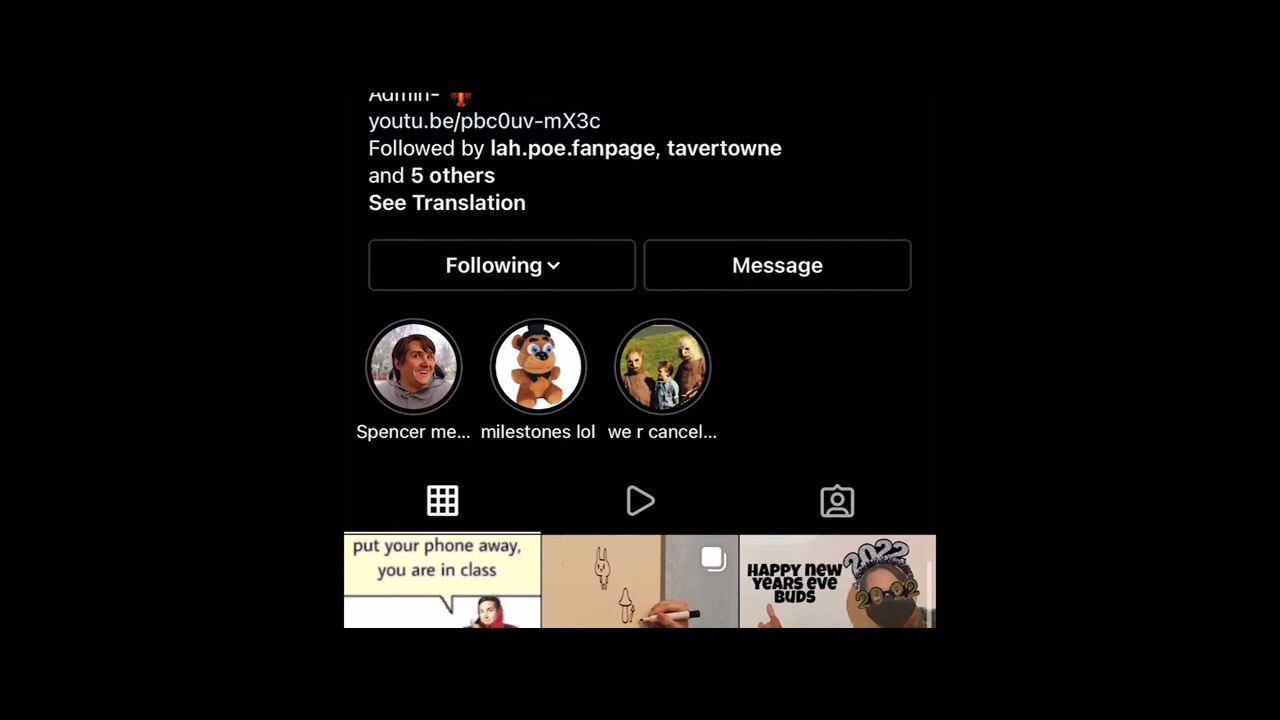 Admin- 🦞
youtu.be/pbc0uv-mX3c
Followed by lah.poe.fanpage, tavertowne
and 5 others
See Translation
Following
Message
Spencer me...
milestones lol
we r cancel...
put your phone away,
you are in class
HAPPY NEW
YEARS EVE
BUDS
2022
20 22